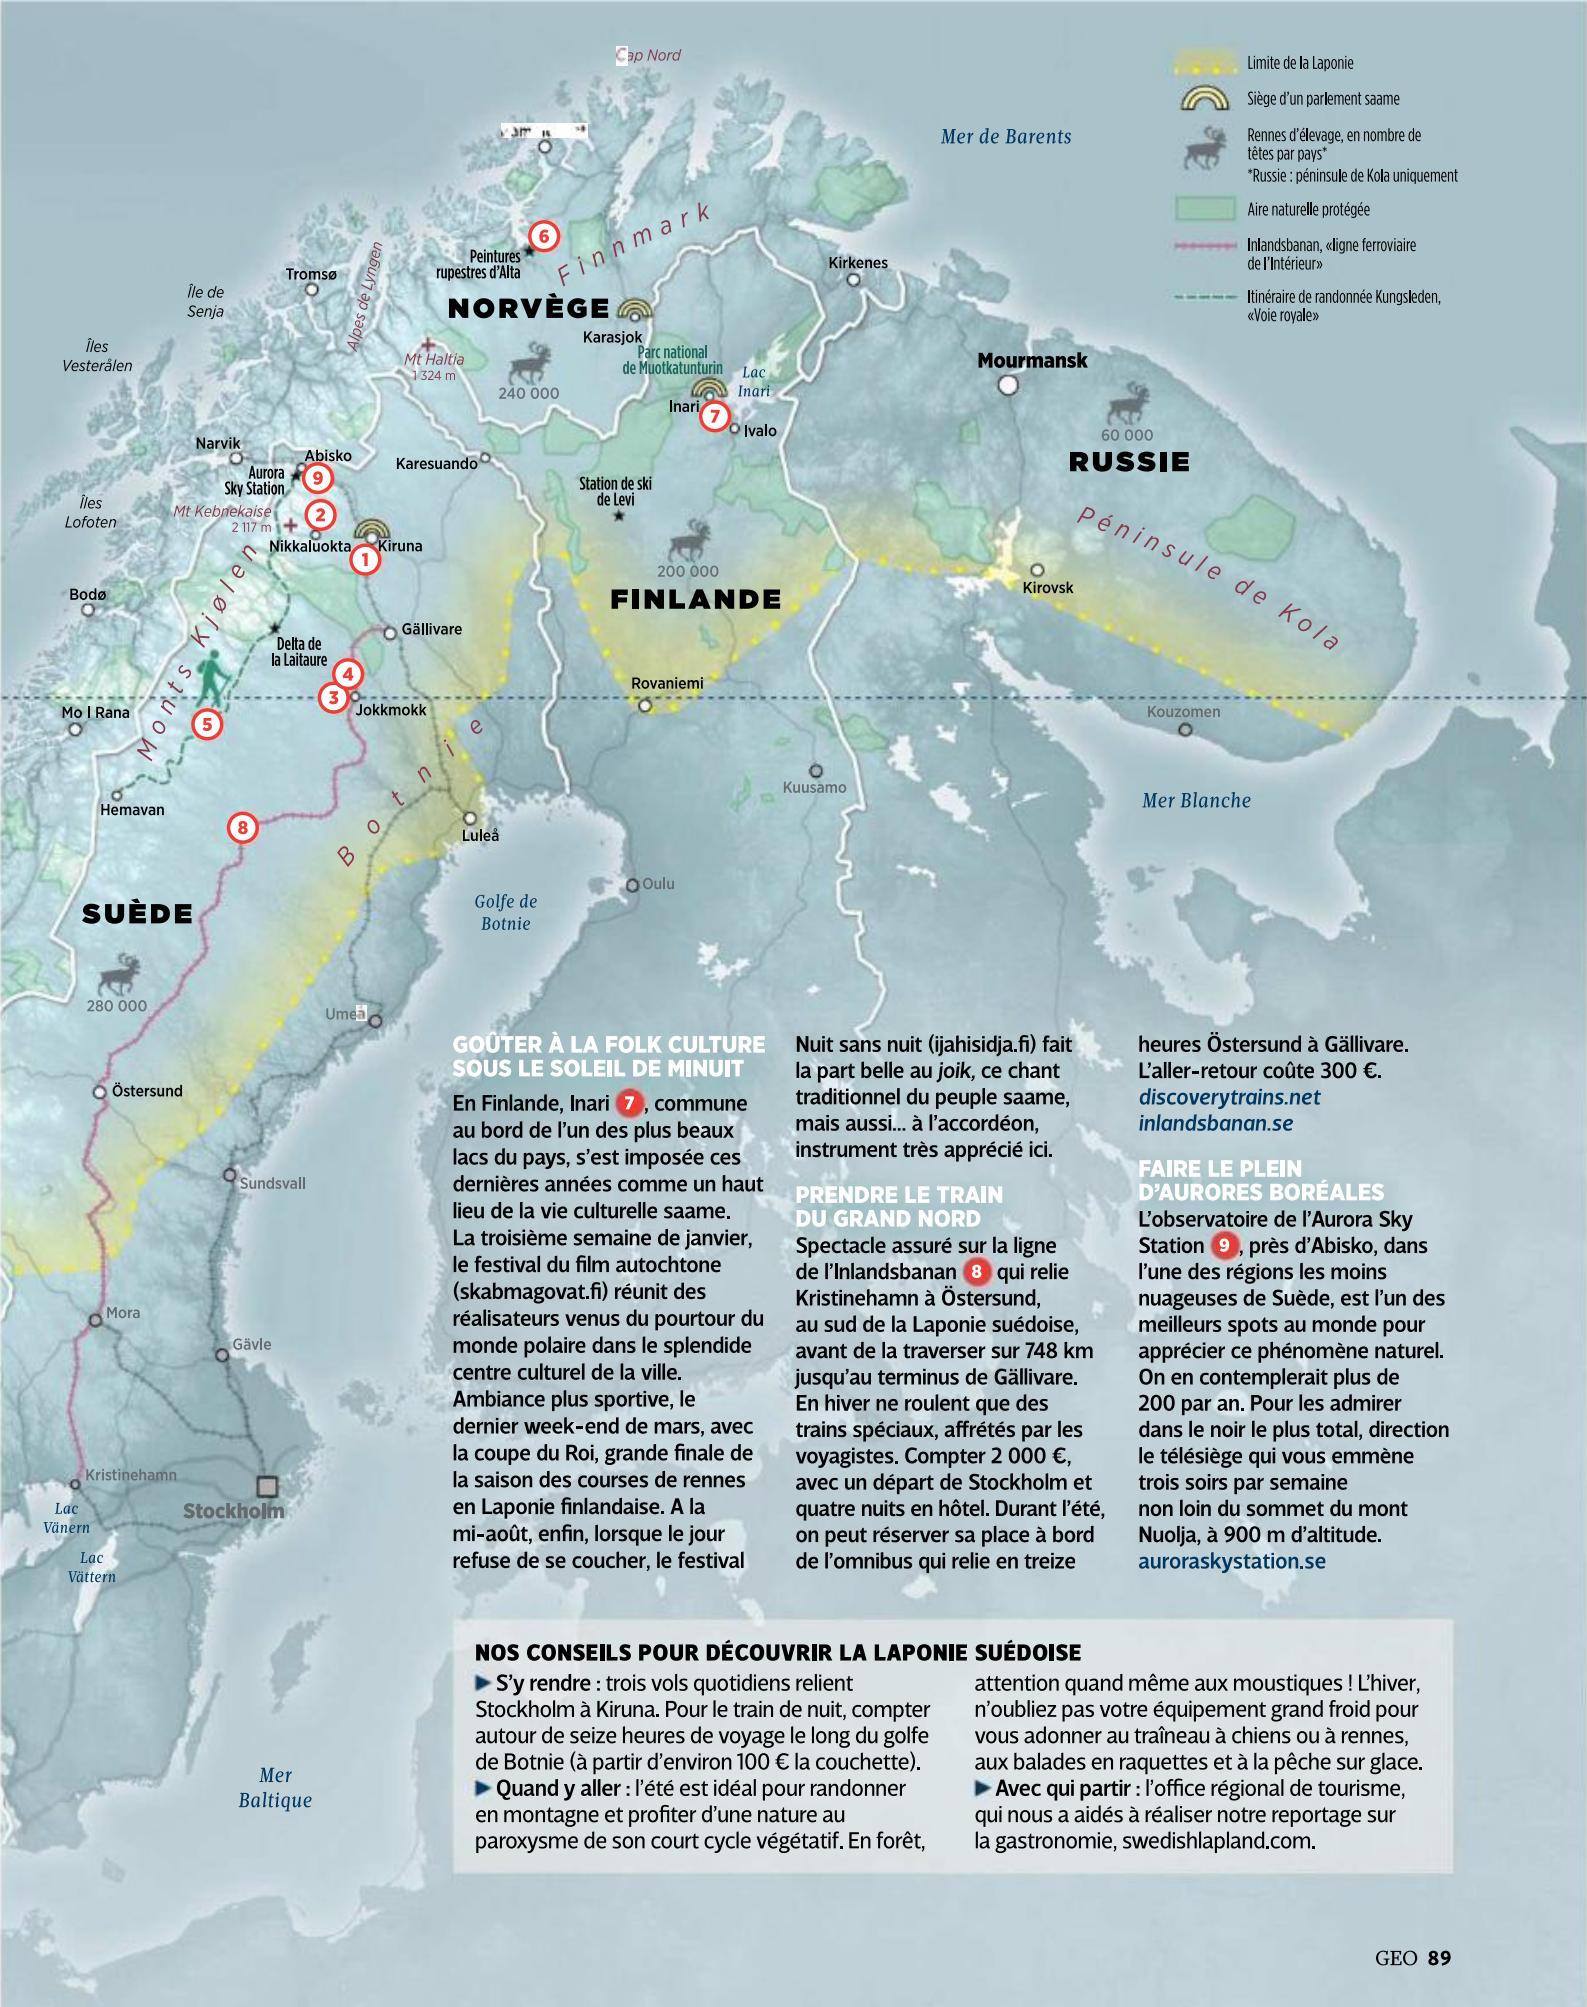 Cap Nord
Mer de Barents
Limite de la Laponie
Siège d'un parlement saame
Rennes d'élevage, en nombre de
têtes par pays*
*Russie : péninsule de Kola uniquement
Aire naturelle protégée
Inlandsbanan, «ligne ferroviaire
de l'Intérieur»
Itinéraire de randonnée Kungsleden,
«Voie royale»
6
Peintures
rupestres d'Alta
Finnmark
Tromsø
Alpes de Lyngen
Île de
Senja
NORVÈGE
Kirkenes
Karasjok
Îles
Vesterålen
Mt Haltia
1 324 m
Parc national
de Muotkatunturin
Lac
Inari
Mourmansk
240 000
Inari
7
Ivalo
60 000
RUSSIE
Narvik
Abisko
Aurora
Sky Station
9
Karesuando
Station de ski
de Levi
Îles
Lofoten
Mt Kebnekaise
2 117 m
2
Nikkaluokta
Kiruna
1
Péninsule de Kola
200 000
FINLANDE
Kirovsk
Bodø
Monts Kjølen
Gällivare
Delta de
la Laitaure
4
3
Jokkmokk
Rovaniemi
Mo I Rana
5
Kouzomen
Botnie
Kuusamo
Hemavan
Mer Blanche
8
Luleå
SUÈDE
Golfe de
Botnie
Oulu
280 000
Umeå
Östersund
Sundsvall
Mora
Gävle
Kristinehamn
Stockholm
Lac
Vänern
Lac
Vättern
Mer
Baltique
GOÛTER À LA FOLK CULTURE
SOUS LE SOLEIL DE MINUIT
En Finlande, Inari 7, commune
au bord de l'un des plus beaux
lacs du pays, s'est imposée ces
dernières années comme un haut
lieu de la vie culturelle saame.
La troisième semaine de janvier,
le festival du film autochtone
(skabmagovat.fi) réunit des
réalisateurs venus du pourtour du
monde polaire dans le splendide
centre culturel de la ville.
Ambiance plus sportive, le
dernier week-end de mars, avec
la coupe du Roi, grande finale de
la saison des courses de rennes
en Laponie finlandaise. A la
mi-août, enfin, lorsque le jour
refuse de se coucher, le festival
Nuit sans nuit (ijahisidja.fi) fait
la part belle au joik, ce chant
traditionnel du peuple saame,
mais aussi... à l'accordéon,
instrument très apprécié ici.
PRENDRE LE TRAIN
DU GRAND NORD
Spectacle assuré sur la ligne
de l'Inlandsbanan 8 qui relie
Kristinehamn à Östersund,
au sud de la Laponie suédoise,
avant de la traverser sur 748 km
jusqu'au terminus de Gällivare.
En hiver ne roulent que des
trains spéciaux, affrétés par les
voyagistes. Compter 2 000 €,
avec un départ de Stockholm et
quatre nuits en hôtel. Durant l'été,
on peut réserver sa place à bord
de l'omnibus qui relie en treize
heures Östersund à Gällivare.
L'aller-retour coûte 300 €.
discoverytrains.net
inlandsbanan.se
FAIRE LE PLEIN
D'AURORES BORÉALES
L'observatoire de l'Aurora Sky
Station 9, près d'Abisko, dans
l'une des régions les moins
nuageuses de Suède, est l'un des
meilleurs spots au monde pour
apprécier ce phénomène naturel.
On en contemplerait plus de
200 par an. Pour les admirer
dans le noir le plus total, direction
le télésiège qui vous emmène
trois soirs par semaine
non loin du sommet du mont
Nuolja, à 900 m d'altitude.
auroraskystation.se
NOS CONSEILS POUR DÉCOUVRIR LA LAPONIE SUÉDOISE
► S'y rendre : trois vols quotidiens relient
Stockholm à Kiruna. Pour le train de nuit, compter
autour de seize heures de voyage le long du golfe
de Botnie (à partir d'environ 100 € la couchette).
► Quand y aller : l'été est idéal pour randonner
en montagne et profiter d'une nature au
paroxysme de son court cycle végétatif. En forêt,
attention quand même aux moustiques ! L'hiver,
n'oubliez pas votre équipement grand froid pour
vous adonner au traîneau à chiens ou à rennes,
aux balades en raquettes et à la pêche sur glace.
► Avec qui partir : l'office régional de tourisme,
qui nous a aidés à réaliser notre reportage sur
la gastronomie, swedishlapland.com.
GEO 89